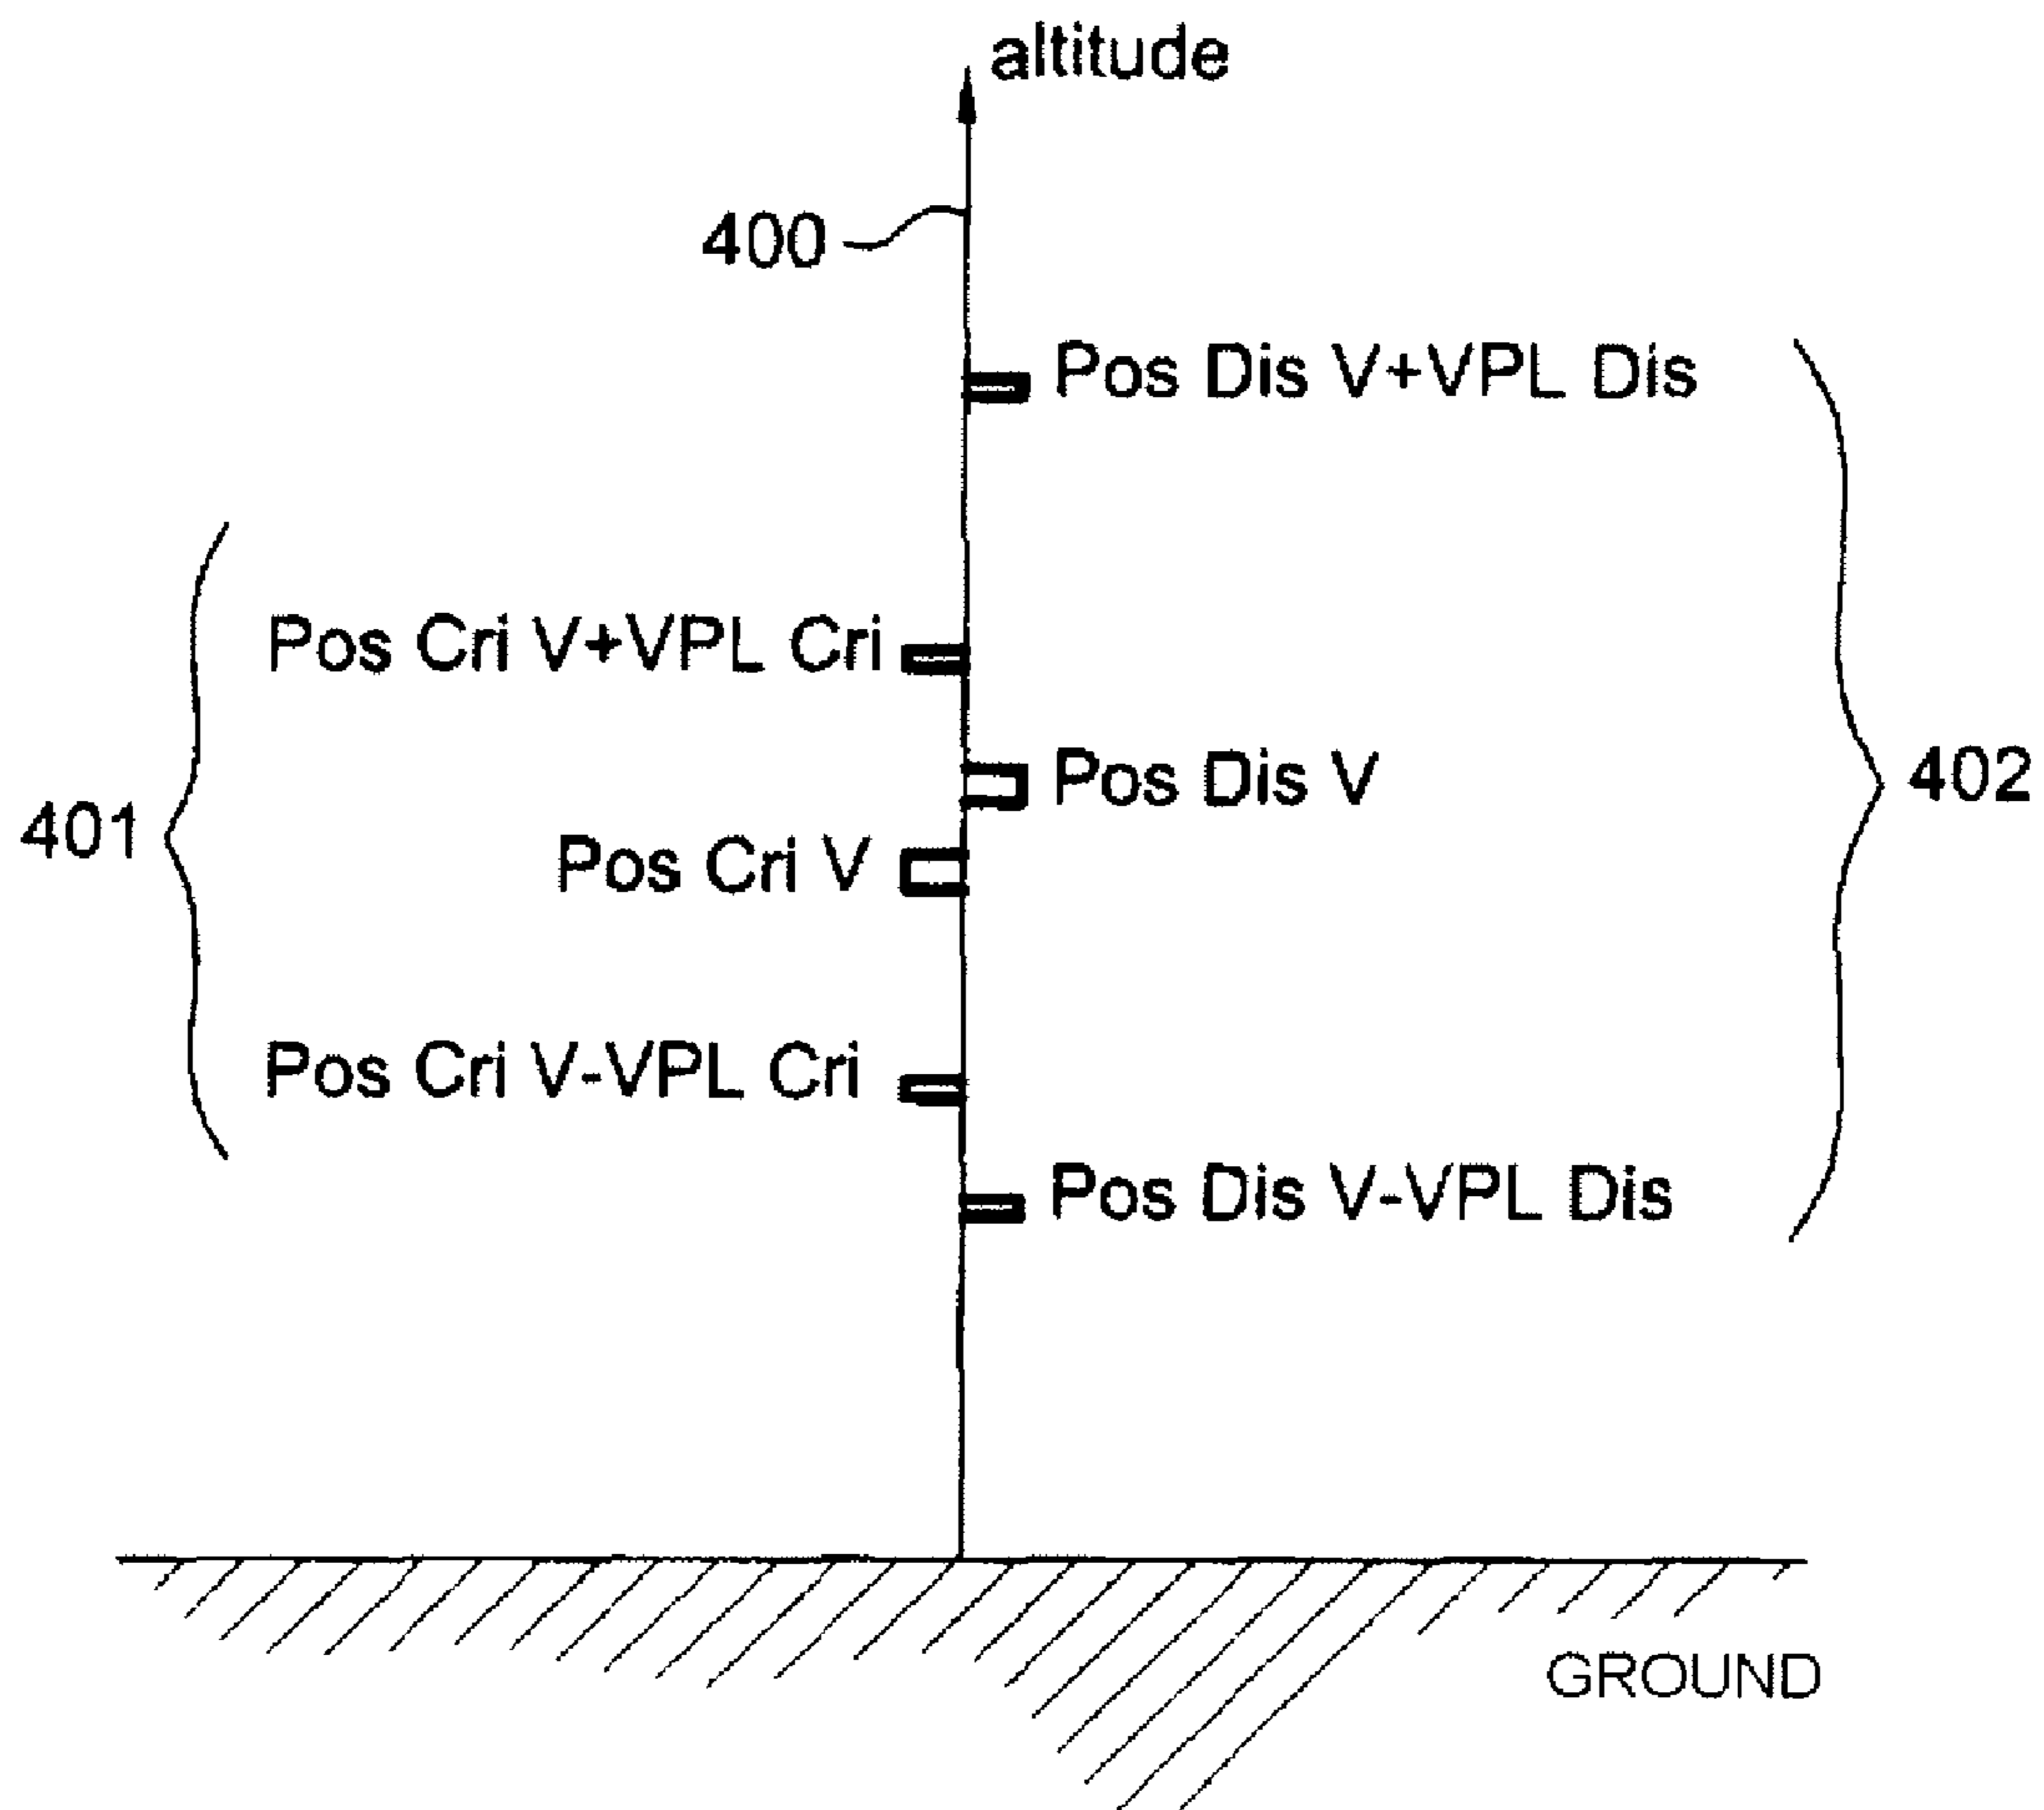 altitude
400
Pos Dis V+VPL Dis
Pos Cri V+VPL Cri
Pos Dis V
402
401
Pos Cri V
Pos Cri V-VPL Cri
Pos Dis V-VPL Dis
GROUND